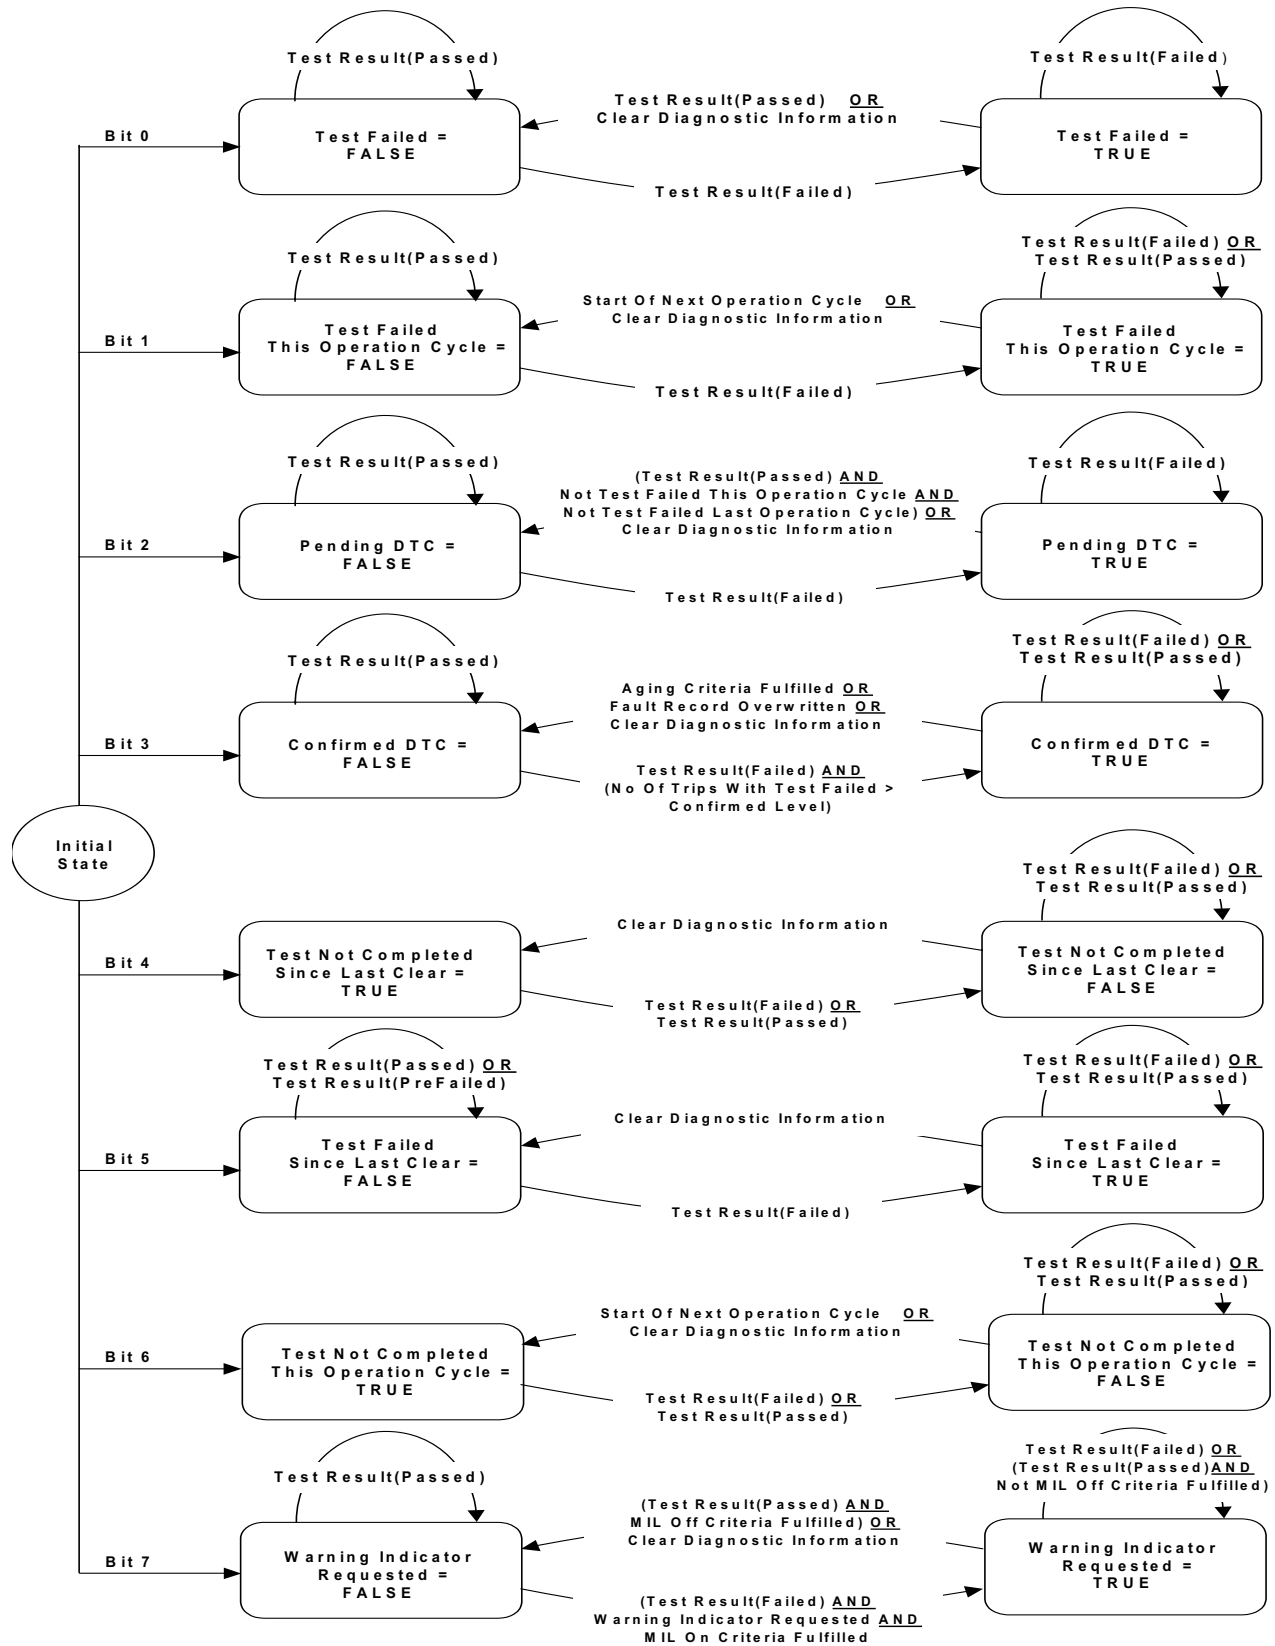 Test Result(Passed)
Test Result(Failed)
Test Result(Passed) OR
Clear Diagnostic Information
Bit 0
Test Failed =
FALSE
Test Failed =
TRUE
Test Result(Failed)
Test Result(Passed)
Test Result(Failed) OR
Test Result(Passed)
Start Of Next Operation Cycle OR
Clear Diagnostic Information
Bit 1
Test Failed
This Operation Cycle =
FALSE
Test Failed
This Operation Cycle =
TRUE
Test Result(Failed)
Test Result(Passed)
Test Result(Failed)
(Test Result(Passed) AND
Not Test Failed This Operation Cycle AND
Not Test Failed Last Operation Cycle) OR
Clear Diagnostic Information
Bit 2
Pending DTC =
FALSE
Pending DTC =
TRUE
Test Result(Failed)
Test Result(Passed)
Test Result(Failed) OR
Test Result(Passed)
Aging Criteria Fulfilled OR
Fault Record Overwritten OR
Clear Diagnostic Information
Bit 3
Confirmed DTC =
FALSE
Confirmed DTC =
TRUE
Test Result(Failed) AND
(No Of Trips With Test Failed >
Confirmed Level)
Initial
State
Test Result(Failed) OR
Test Result(Passed)
Clear Diagnostic Information
Bit 4
Test Not Completed
Since Last Clear =
TRUE
Test Not Completed
Since Last Clear =
FALSE
Test Result(Failed) OR
Test Result(Passed)
Test Result(Passed) OR
Test Result(PreFailed)
Test Result(Failed) OR
Test Result(Passed)
Clear Diagnostic Information
Bit 5
Test Failed
Since Last Clear =
FALSE
Test Failed
Since Last Clear =
TRUE
Test Result(Failed)
Test Result(Failed) OR
Test Result(Passed)
Start Of Next Operation Cycle OR
Clear Diagnostic Information
Bit 6
Test Not Completed
This Operation Cycle =
TRUE
Test Not Completed
This Operation Cycle =
FALSE
Test Result(Failed) OR
Test Result(Passed)
Test Result(Passed)
Test Result(Failed) OR
(Test Result(Passed)AND
Not MIL Off Criteria Fulfilled)
(Test Result(Passed) AND
MIL Off Criteria Fulfilled) OR
Clear Diagnostic Information
Bit 7
Warning Indicator
Requested =
FALSE
Warning Indicator
Requested =
TRUE
(Test Result(Failed) AND
Warning Indicator Requested AND
MIL On Criteria Fulfilled